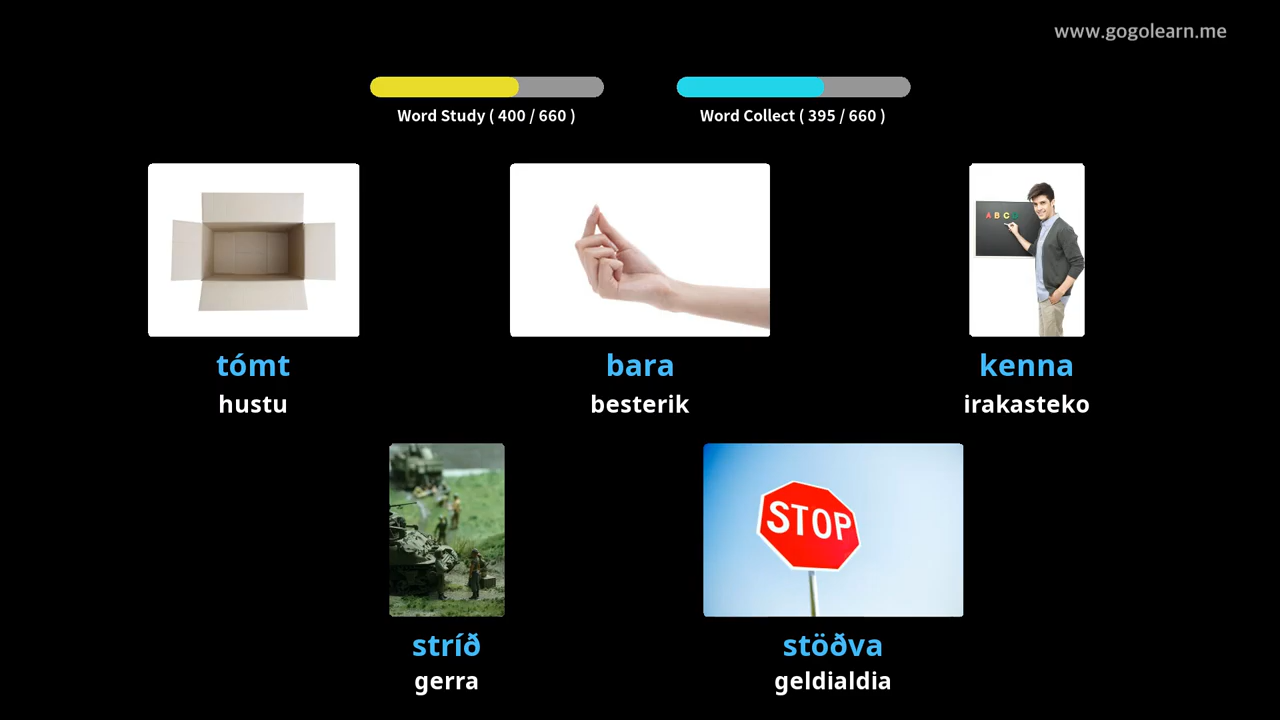 www.gogolearn.me
Word Study ( 400 / 660 )
Word Collect ( 395 / 660 )
A B C D
tómt
hustu
bara
besterik
kenna
irakasteko
STOP
stríð
gerra
stöðva
geldialdia